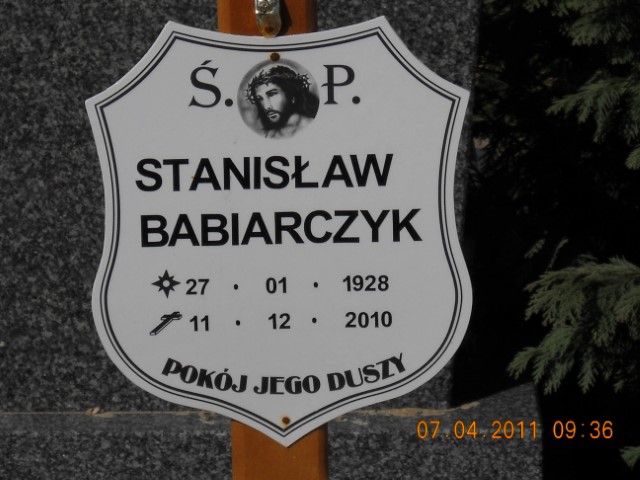 Ś. P.
STANISŁAW
BABIARCZYK
27 · 01 · 1928
11 · 12 · 2010
POKÓJ JEGO DUSZY
07.04.2011 09:36